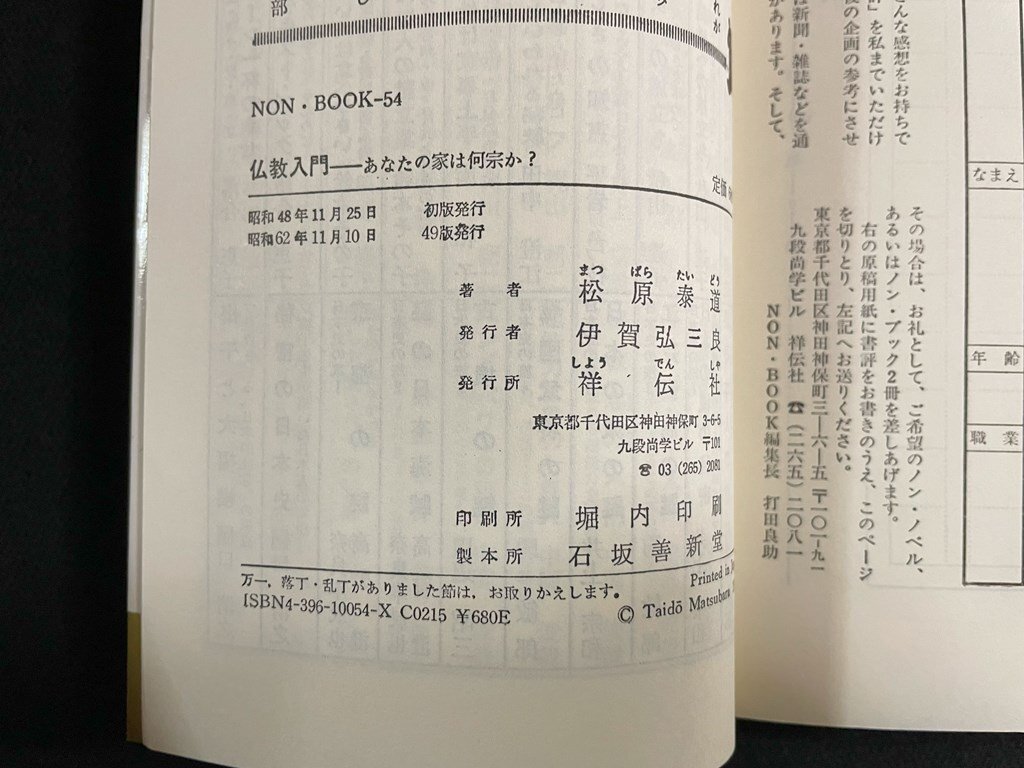 部
NON・BOOK-54
仏教入門――あなたの家は何宗か？
定価
昭和48年11月25日 初版発行
昭和62年11月10日 49版発行
著者 松原泰道
まつ ばら たい どう
発行者 伊賀弘三良
発行所 祥伝社
しよう でん しゃ
東京都千代田区神田神保町3-6-5
九段尚学ビル 〒101
☎ 03 (265) 2081
印刷所 堀内印刷
製本所 石坂善新堂
万一，落丁・乱丁がありました節は，お取りかえします。
Printed in
ISBN4-396-10054-X C0215 ¥680E
© Taidō Matsubara
んな感想をお持ちで
」を私までいただけ
の企画の参考にさせ
は新聞・雑誌などを通
があります。そして、
その場合は、お礼として、ご希望のノン・ノベル、
あるいはノン・ブック2冊を差しあげます。
右の原稿用紙に書評をお書きのうえ、このページ
を切りとり、左記へお送りください。
東京都千代田区神田神保町三―六―五 〒一〇一-九一
九段尚学ビル 祥伝社 ☎（二六五）二〇八一
NON・BOOK編集長 打田良助
なまえ
年齢
職業